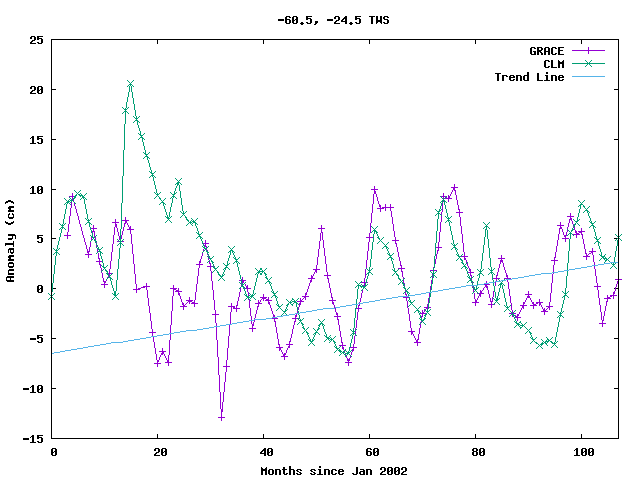 -60.5, -24.5 TWS
GRACE
CLM
Trend Line
25
20
15
10
5
0
-5
-10
-15
Anomaly (cm)
0 20 40 60 80 100
Months since Jan 2002